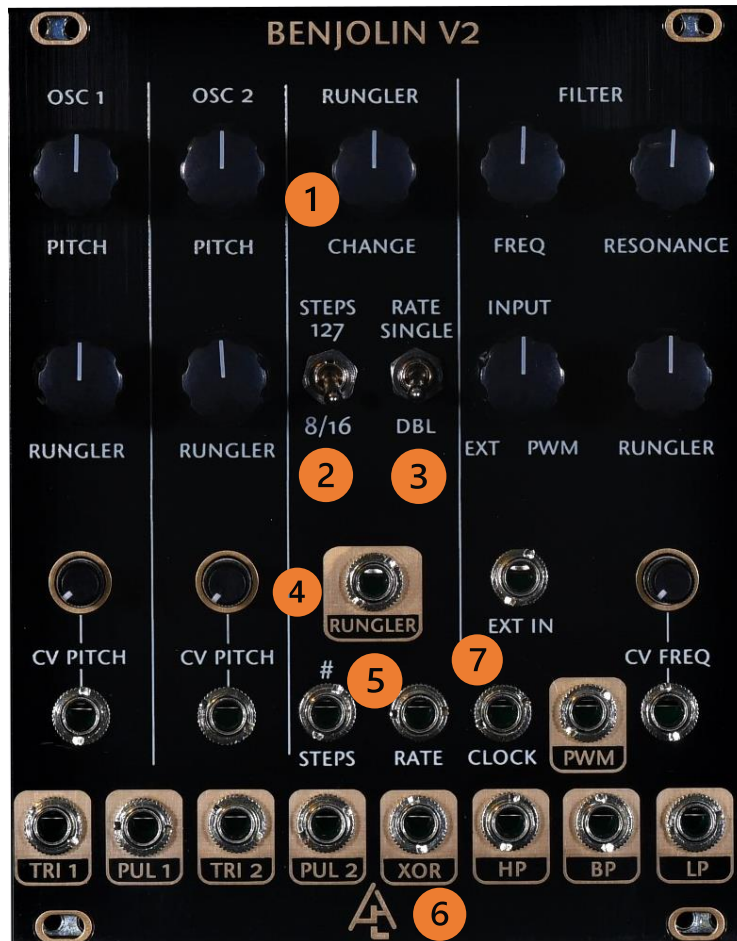 BENJOLIN V2
OSC 1
OSC 2
RUNGLER
FILTER
1
PITCH
PITCH
CHANGE
FREQ
RESONANCE
STEPS
127
RATE
SINGLE
INPUT
8/16
DBL
RUNGLER
RUNGLER
EXT
PWM
RUNGLER
2
3
4
RUNGLER
EXT IN
CV PITCH
CV PITCH
#
5
7
CV FREQ
STEPS
RATE
CLOCK
PWM
TRI 1
PUL 1
TRI 2
PUL 2
XOR
HP
BP
LP
6